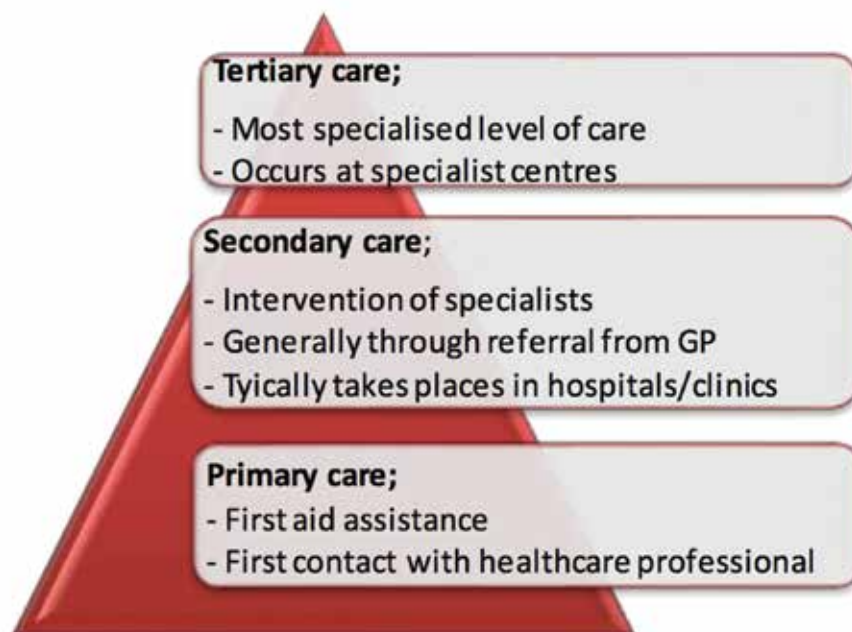 Tertiary care;
- Most specialised level of care
- Occurs at specialist centres
Secondary care;
- Intervention of specialists
- Generally through referral from GP
- Tyically takes places in hospitals/clinics
Primary care;
- First aid assistance
- First contact with healthcare professional